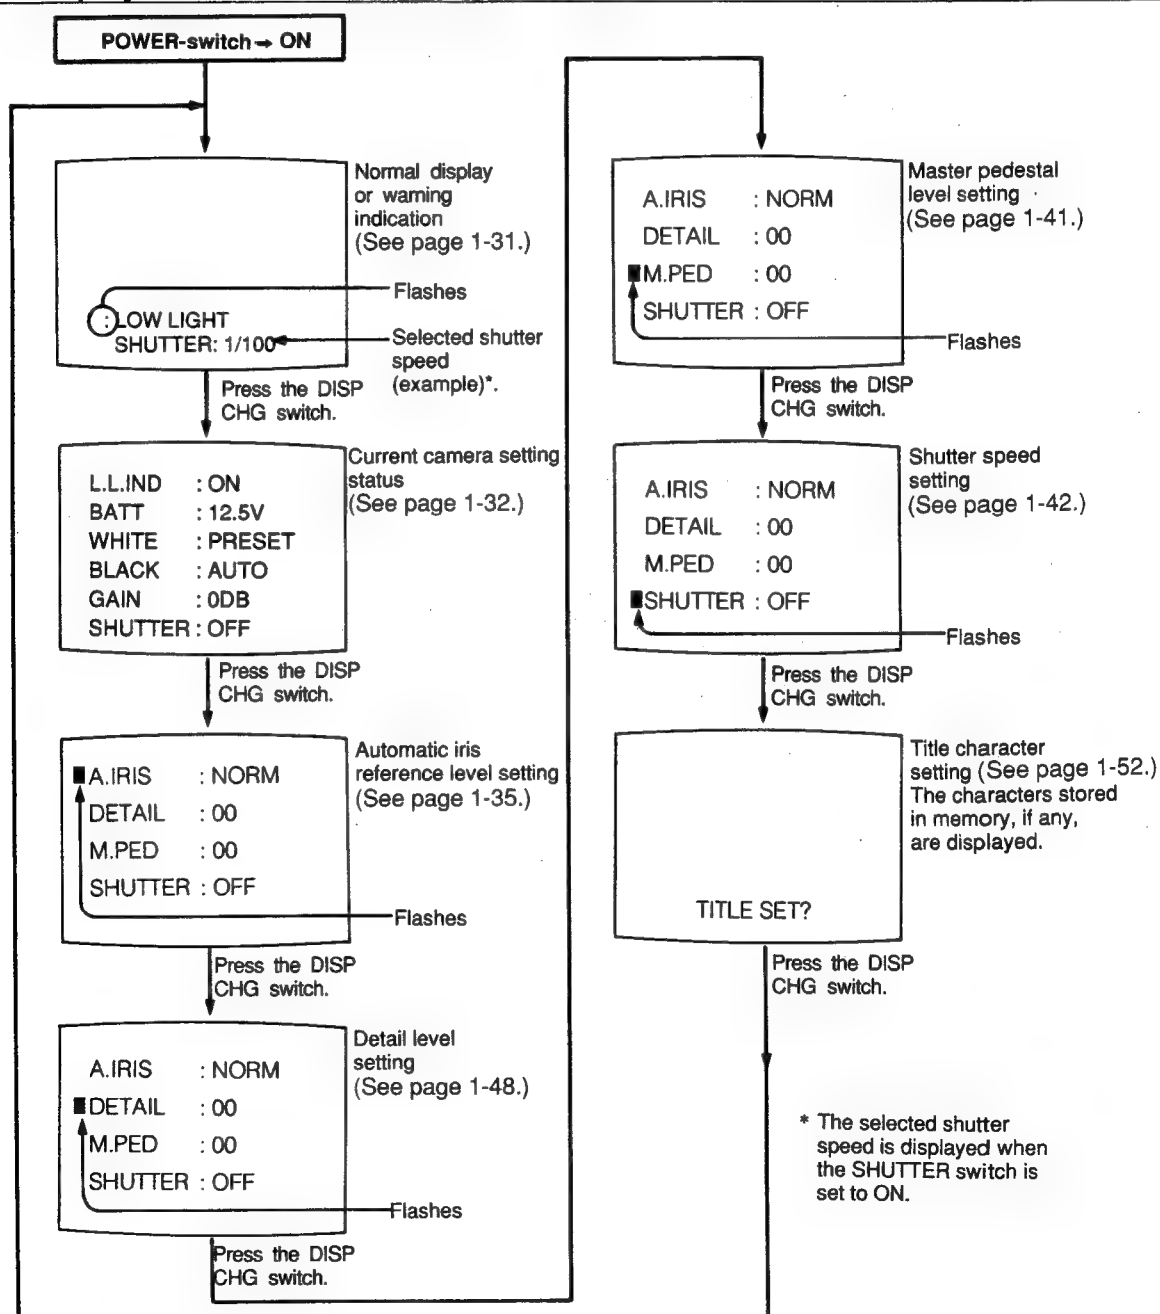 POWER-switch → ON
Normal display
or warning
indication
(See page 1-31.)
Flashes
: LOW LIGHT
SHUTTER: 1/100
Selected shutter
speed
(example)*.
Press the DISP
CHG switch.
L.L.IND : ON
BATT : 12.5V
WHITE : PRESET
BLACK : AUTO
GAIN : 0DB
SHUTTER : OFF
Current camera setting
status
(See page 1-32.)
Press the DISP
CHG switch.
A.IRIS : NORM
DETAIL : 00
M.PED : 00
SHUTTER : OFF
Automatic iris
reference level setting
(See page 1-35.)
Flashes
Press the DISP
CHG switch.
A.IRIS : NORM
DETAIL : 00
M.PED : 00
SHUTTER : OFF
Detail level
setting
(See page 1-48.)
Flashes
Press the DISP
CHG switch.
A.IRIS : NORM
DETAIL : 00
M.PED : 00
SHUTTER : OFF
Master pedestal
level setting
(See page 1-41.)
Flashes
Press the DISP
CHG switch.
A.IRIS : NORM
DETAIL : 00
M.PED : 00
SHUTTER : OFF
Shutter speed
setting
(See page 1-42.)
Flashes
Press the DISP
CHG switch.
TITLE SET?
Title character
setting (See page 1-52.)
The characters stored
in memory, if any,
are displayed.
Press the DISP
CHG switch.
* The selected shutter
speed is displayed when
the SHUTTER switch is
set to ON.